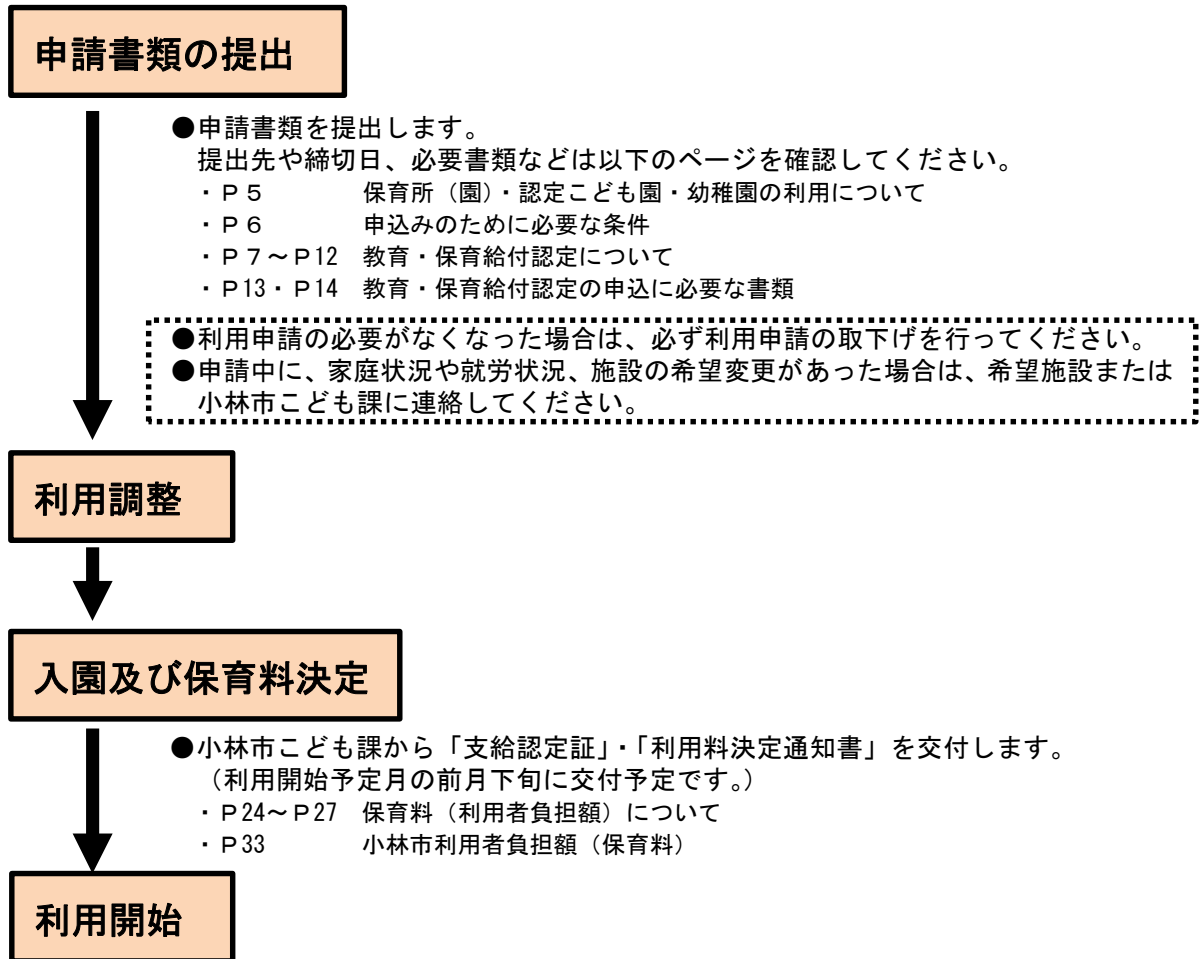 申請書類の提出
●申請書類を提出します。
提出先や締切日、必要書類などは以下のページを確認してください。
・Ｐ５　　　　保育所（園）・認定こども園・幼稚園の利用について
・Ｐ６　　　　申込みのために必要な条件
・Ｐ７～Ｐ12　教育・保育給付認定について
・Ｐ13・Ｐ14　教育・保育給付認定の申込に必要な書類
●利用申請の必要がなくなった場合は、必ず利用申請の取下げを行ってください。
●申請中に、家庭状況や就労状況、施設の希望変更があった場合は、希望施設または
小林市こども課に連絡してください。
利用調整
入園及び保育料決定
●小林市こども課から「支給認定証」・「利用料決定通知書」を交付します。
（利用開始予定月の前月下旬に交付予定です。）
・Ｐ24～Ｐ27　保育料（利用者負担額）について
・Ｐ33　　　　小林市利用者負担額（保育料）
利用開始